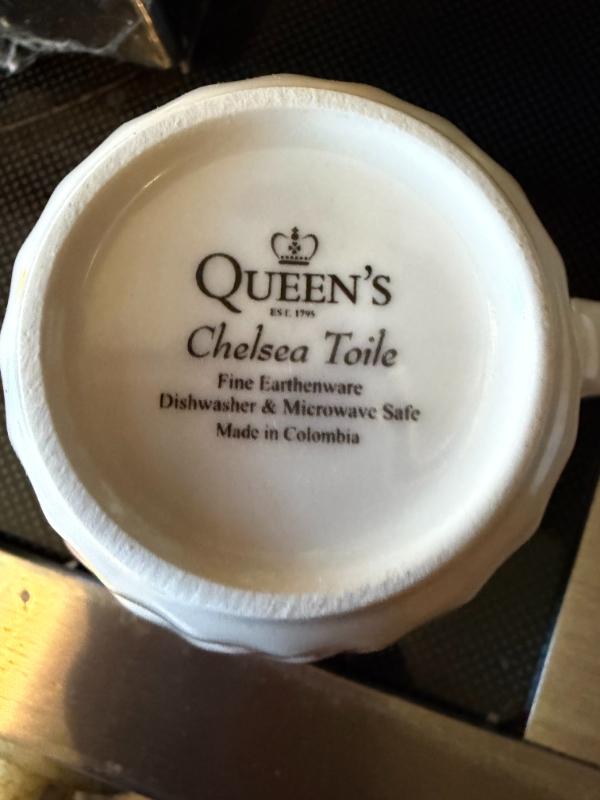 QUEEN'S
EST. 1795
Chelsea Toile
Fine Earthenware
Dishwasher & Microwave Safe
Made in Colombia